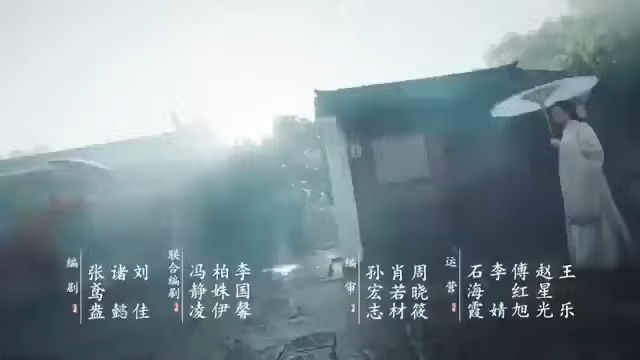 编剧
张鸢盎
诸懿
刘佳
联合编剧
冯静凌
柏姝伊
李国馨
编审
孙宏志
肖若材
周晓筱
运营
石海霞
李婧
傅红旭
赵星光
王乐